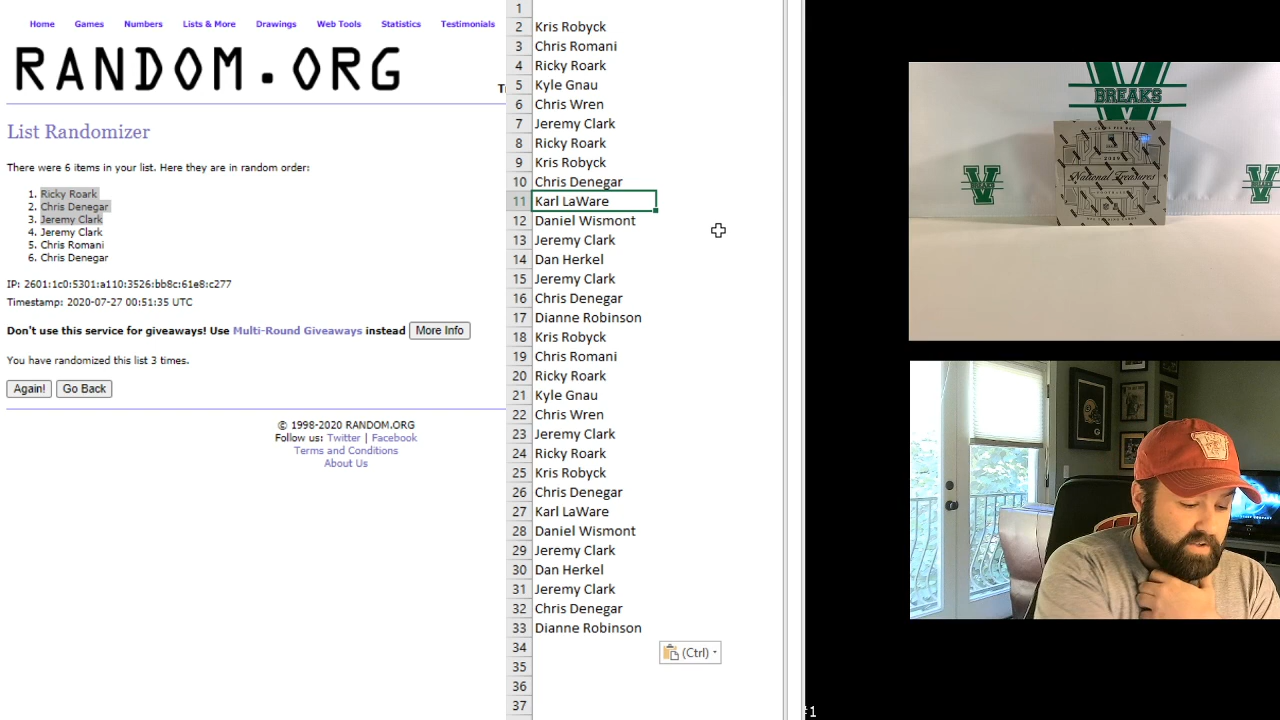 Home Games Numbers Lists & More Drawings Web Tools Statistics Testimonials
RANDOM.ORG
List Randomizer
There were 6 items in your list. Here they are in random order:
1. Ricky Roark
2. Chris Denegar
3. Jeremy Clark
4. Jeremy Clark
5. Chris Romani
6. Chris Denegar
IP: 2601:1c0:5301:a110:3526:bb8c:61e8:c277
Timestamp: 2020-07-27 00:51:35 UTC
Don't use this service for giveaways! Use Multi-Round Giveaways instead More Info
You have randomized this list 3 times.
Again! Go Back
© 1998-2020 RANDOM.ORG
Follow us: Twitter | Facebook
Terms and Conditions
About Us
1
2 Kris Robyck
3 Chris Romani
4 Ricky Roark
5 Kyle Gnau
6 Chris Wren
7 Jeremy Clark
8 Ricky Roark
9 Kris Robyck
10 Chris Denegar
11 Karl LaWare
12 Daniel Wismont
13 Jeremy Clark
14 Dan Herkel
15 Jeremy Clark
16 Chris Denegar
17 Dianne Robinson
18 Kris Robyck
19 Chris Romani
20 Ricky Roark
21 Kyle Gnau
22 Chris Wren
23 Jeremy Clark
24 Ricky Roark
25 Kris Robyck
26 Chris Denegar
27 Karl LaWare
28 Daniel Wismont
29 Jeremy Clark
30 Dan Herkel
31 Jeremy Clark
32 Chris Denegar
33 Dianne Robinson
34
35
36
37
(Ctrl)
V
BREAKS
2020
National Treasures
V
BREAKS
V
G
#1